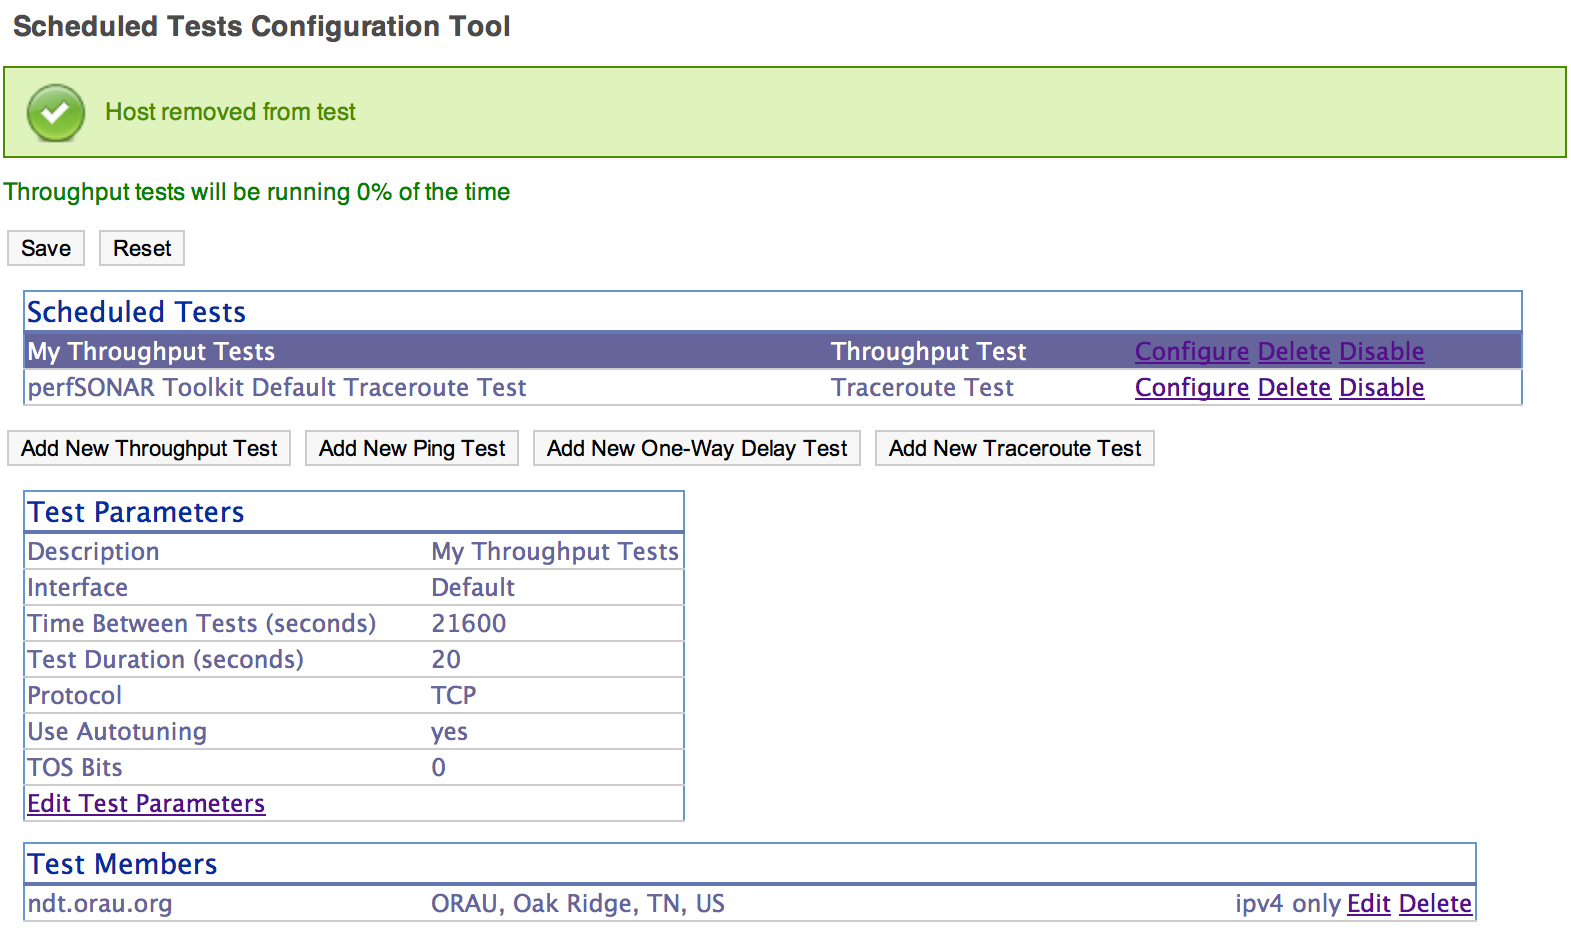 Scheduled Tests Configuration Tool
Host removed from test
Throughput tests will be running 0% of the time
Save Reset
Scheduled Tests
My Throughput Tests Throughput Test Configure Delete Disable
perfSONAR Toolkit Default Traceroute Test Traceroute Test Configure Delete Disable
Add New Throughput Test Add New Ping Test Add New One-Way Delay Test Add New Traceroute Test
Test Parameters
Description My Throughput Tests
Interface Default
Time Between Tests (seconds) 21600
Test Duration (seconds) 20
Protocol TCP
Use Autotuning yes
TOS Bits 0
Edit Test Parameters
Test Members
ndt.orau.org ORAU, Oak Ridge, TN, US ipv4 only Edit Delete